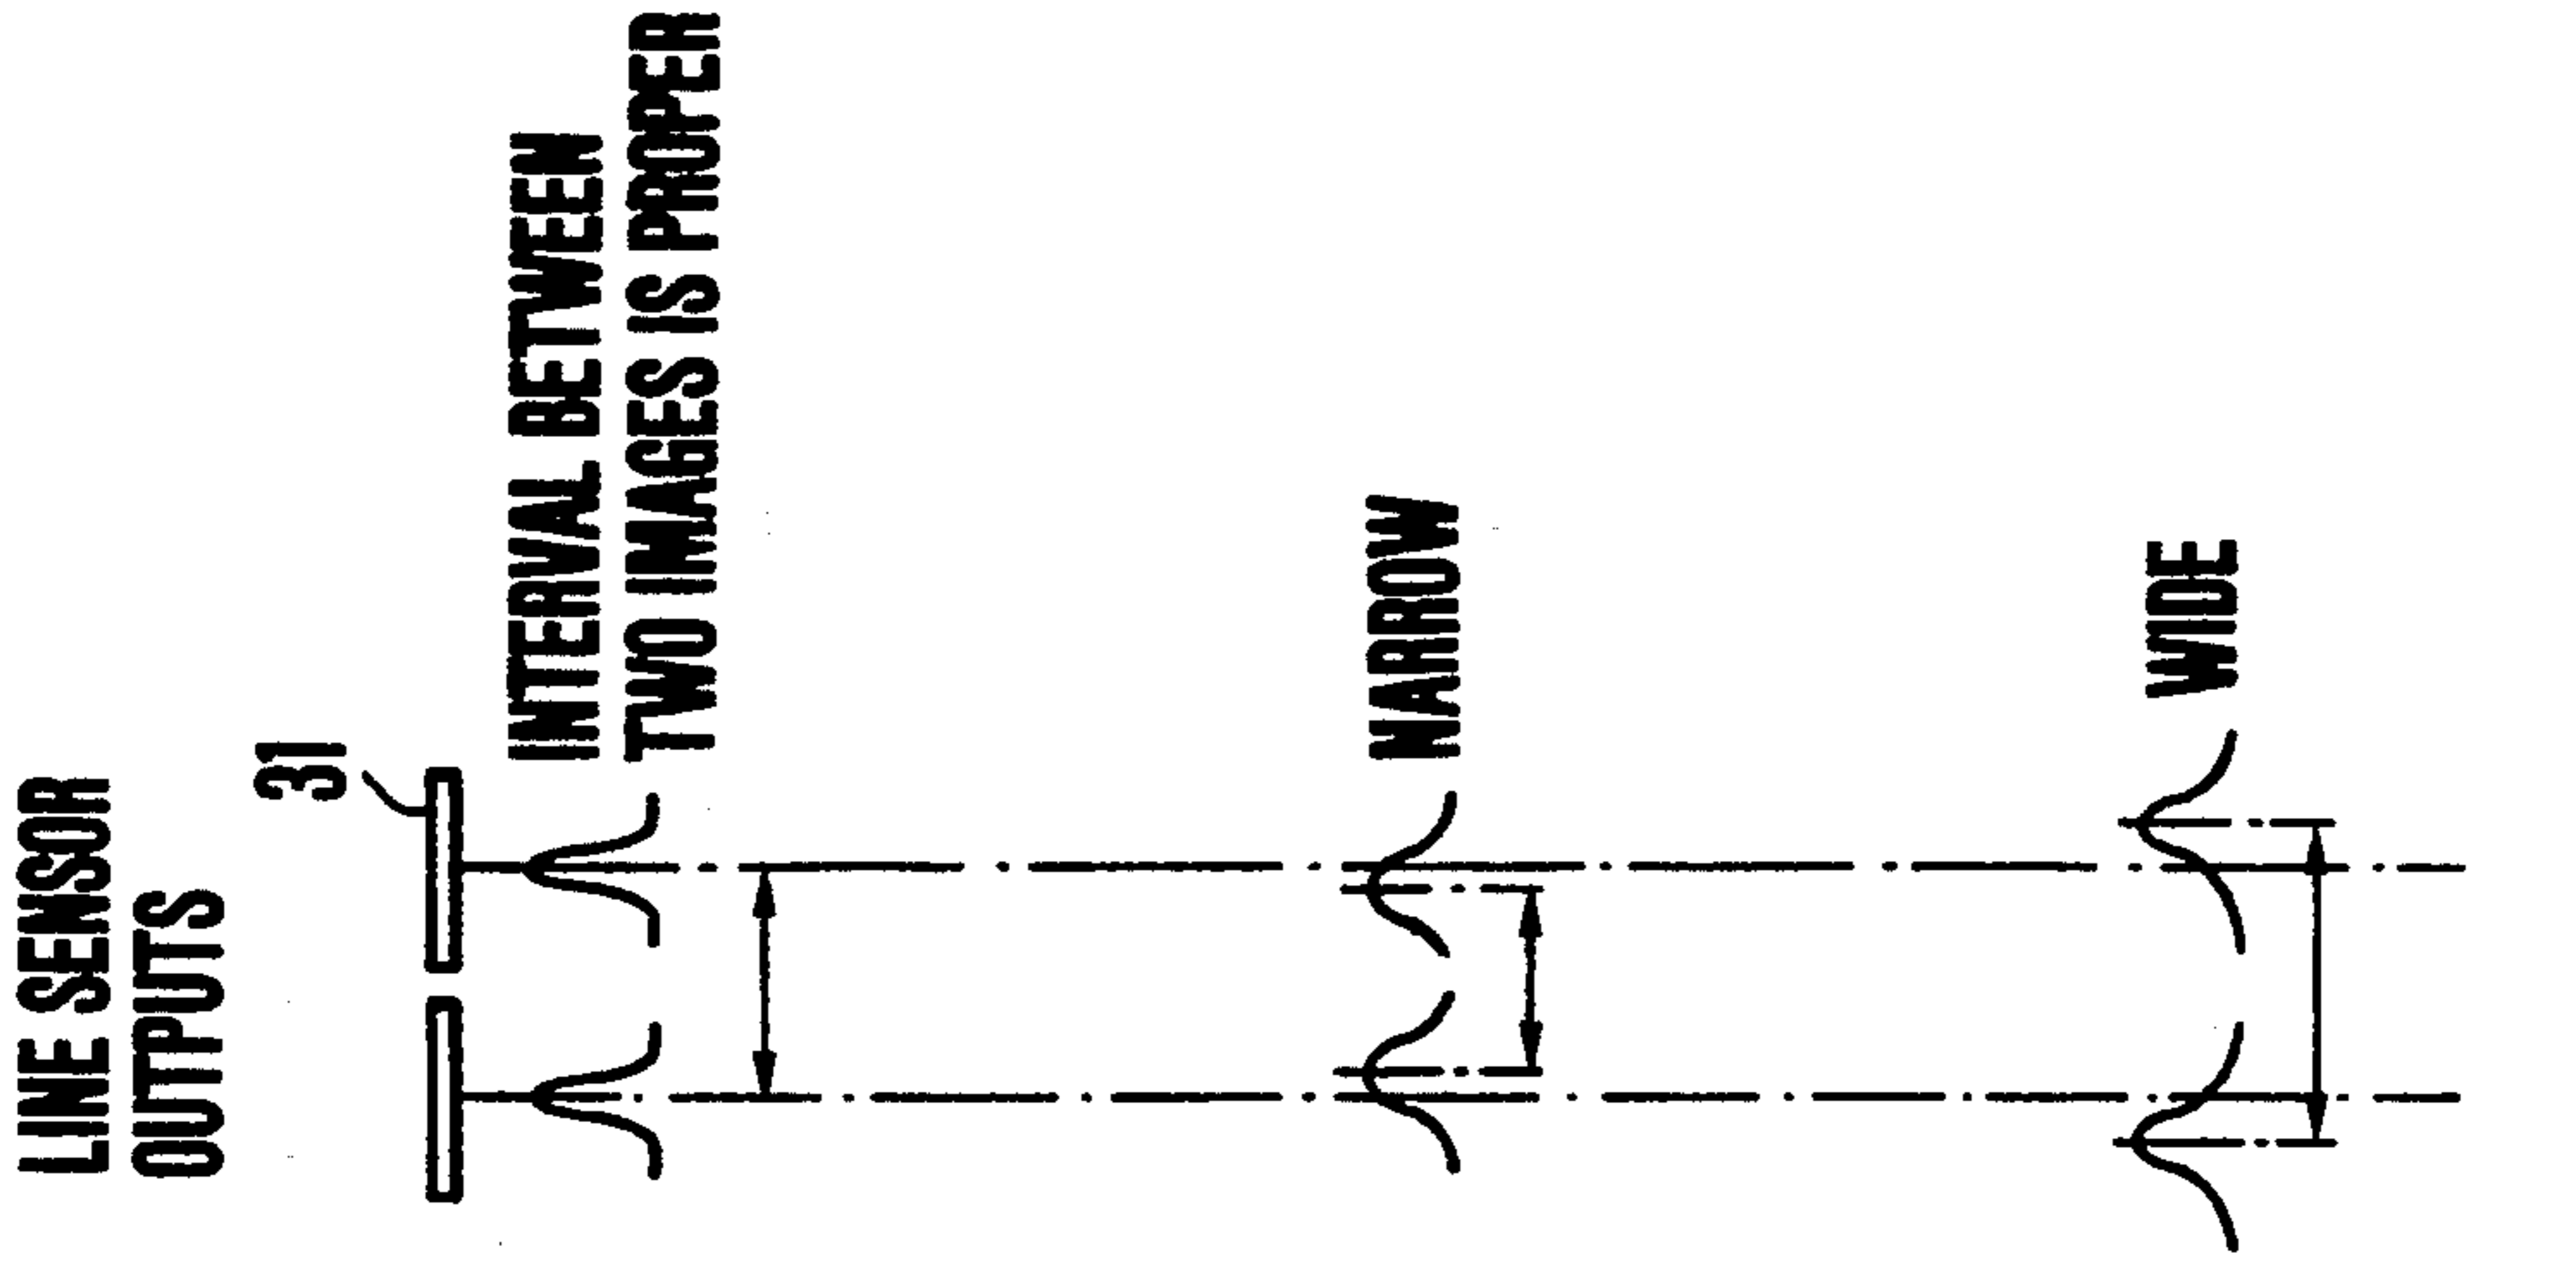 LINE SENSOR
OUTPUTS
31
INTERVAL BETWEEN
TWO IMAGES IS PROPER
NARROW
WIDE